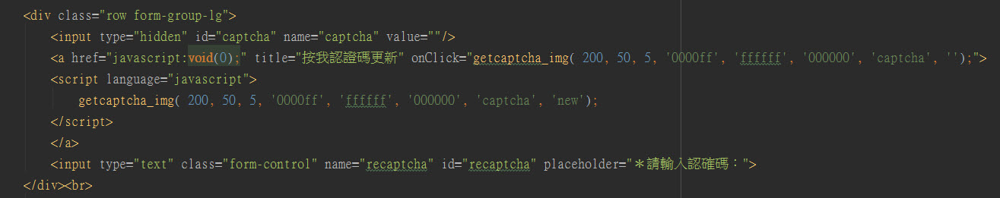 <div class="row form-group-lg">
<input type="hidden" id="captcha" name="captcha" value=""/>
<a href="javascript:void(0);" title="按我認證碼更新" onClick="getcaptcha_img( 200, 50, 5, '0000ff', 'ffffff', '000000', 'captcha', '');">
<script language="javascript">
getcaptcha_img( 200, 50, 5, '0000ff', 'ffffff', '000000', 'captcha', 'new');
</script>
</a>
<input type="text" class="form-control" name="recaptcha" id="recaptcha" placeholder="＊請輸入認確碼：">
</div><br>